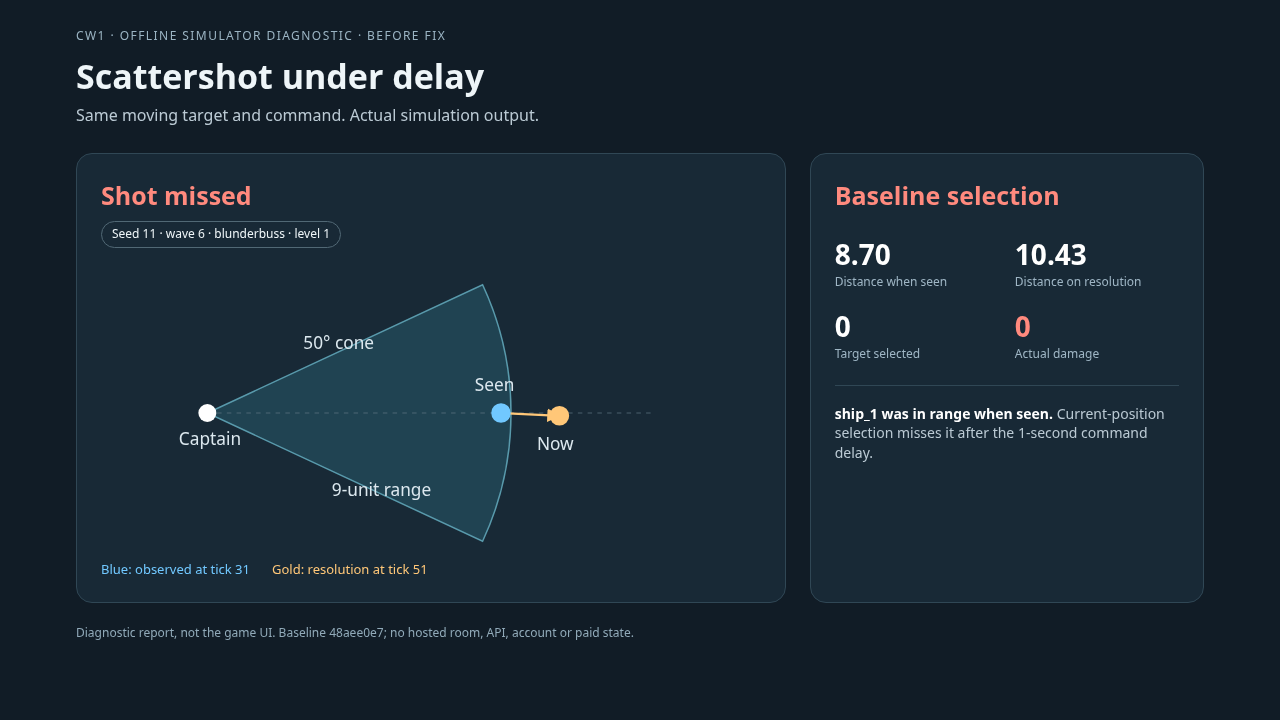 CW1 · OFFLINE SIMULATOR DIAGNOSTIC · BEFORE FIX
Scattershot under delay
Same moving target and command. Actual simulation output.
Shot missed
Seed 11 · wave 6 · blunderbuss · level 1
50° cone
Seen
Captain
Now
9-unit range
Blue: observed at tick 31
Gold: resolution at tick 51
Baseline selection
8.70
Distance when seen
10.43
Distance on resolution
0
Target selected
0
Actual damage
ship_1 was in range when seen. Current-position
selection misses it after the 1-second command
delay.
Diagnostic report, not the game UI. Baseline 48aee0e7; no hosted room, API, account or paid state.